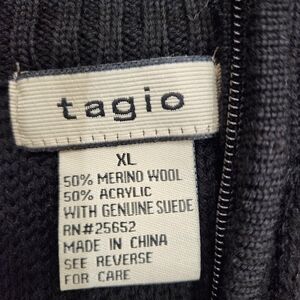 tagio
XL
50% MERINO WOOL
50% ACRYLIC
WITH GENUINE SUEDE
RN#25652
MADE IN CHINA
SEE REVERSE
FOR CARE